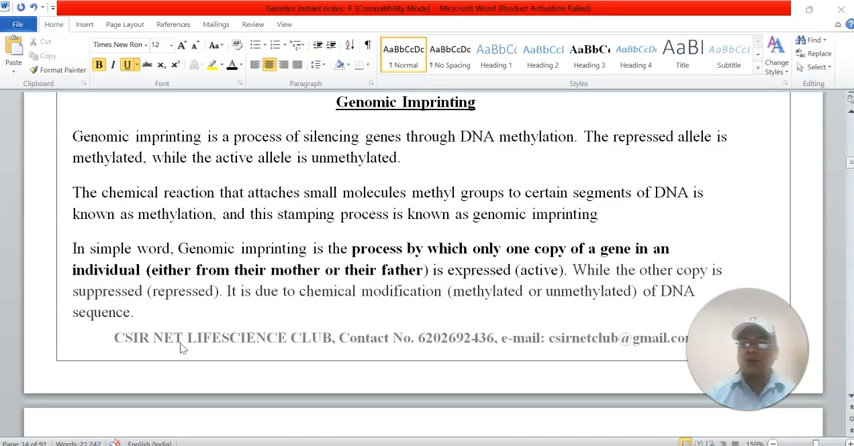 Genetics instant notes- F [Compatibility Mode] - Microsoft Word (Product Activation Failed)
File Home Insert Page Layout References Mailings Review View
Cut
Copy
Format Painter
Paste
Clipboard
Times New Ron 12
Font
Paragraph
AaBbCcDc AaBbCcDc AaBbCc AaBbCcI AaBbCc AaBbCcDc AaBl AaBbCcl
¶ Normal No Spacing Heading 1 Heading 2 Heading 3 Heading 4 Title Subtitle
Styles
Change Styles
Find
Replace
Select
Editing
Genomic Imprinting
Genomic imprinting is a process of silencing genes through DNA methylation. The repressed allele is
methylated, while the active allele is unmethylated.
The chemical reaction that attaches small molecules methyl groups to certain segments of DNA is
known as methylation, and this stamping process is known as genomic imprinting
In simple word, Genomic imprinting is the process by which only one copy of a gene in an
individual (either from their mother or their father) is expressed (active). While the other copy is
suppressed (repressed). It is due to chemical modification (methylated or unmethylated) of DNA
sequence.
CSIR NET LIFESCIENCE CLUB, Contact No. 6202692436, e-mail: csirnetclub@gmail.com
Page: 14 of 91 Words: 21,242 English (India) 150%